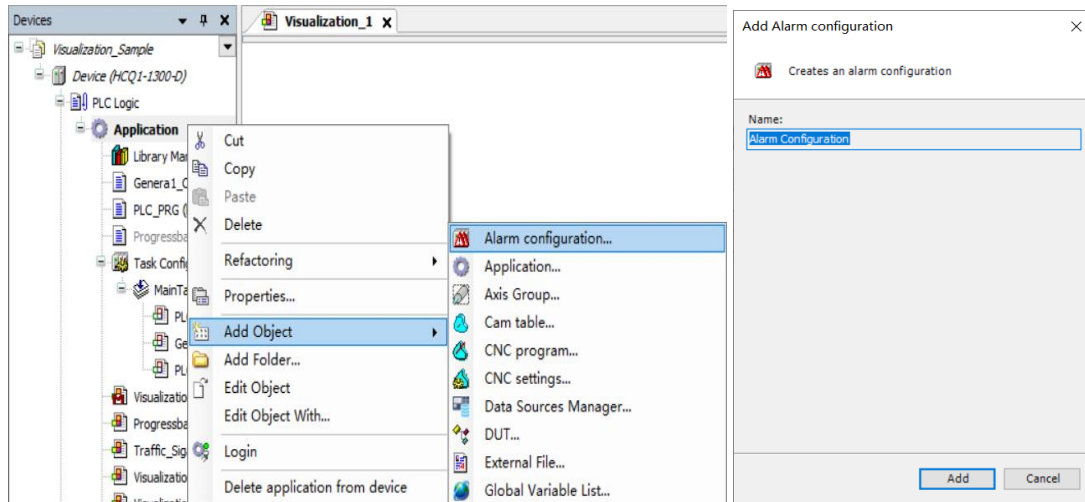 Devices
Visualization_Sample
Device (HCQ1-1300-D)
PLC Logic
Application
Library Ma
Genera1_C
PLC_PRG (
Progressba
Task Confi
MainTa
PL
Ge
PL
Visualizatio
Progressba
Traffic_Sig
Visualizatio
Visualization_1
Cut
Copy
Paste
Delete
Refactoring
Properties...
Add Object
Add Folder...
Edit Object
Edit Object With...
Login
Delete application from device
Alarm configuration...
Application...
Axis Group...
Cam table...
CNC program...
CNC settings...
Data Sources Manager...
DUT...
External File...
Global Variable List...
Add Alarm configuration
Creates an alarm configuration
Name:
Alarm Configuration
Add
Cancel